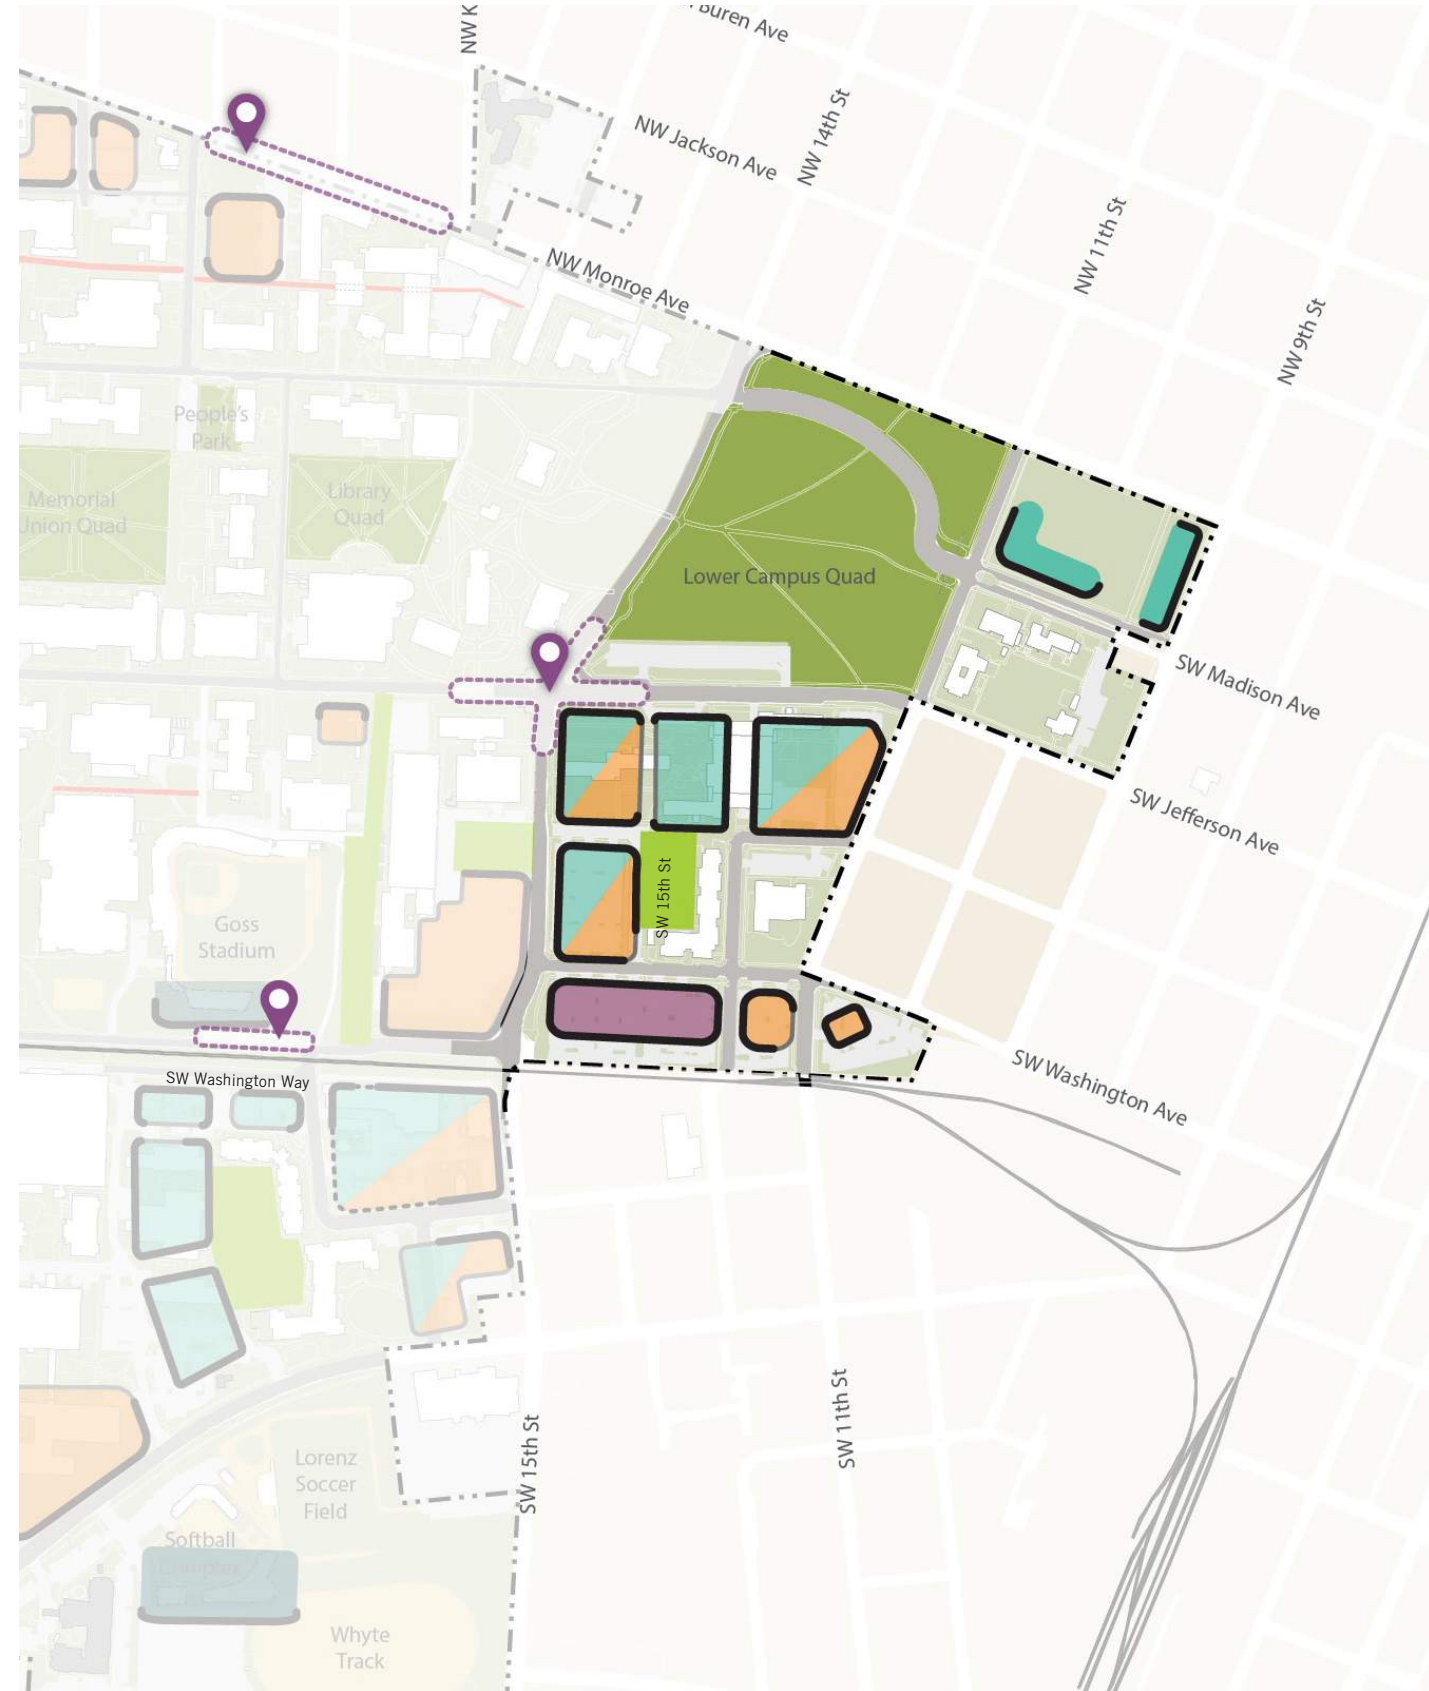 NW K
Buren Ave
NW Jackson Ave
NW 14th St
NW 11th St
NW 9th St
NW Monroe Ave
People's
Park
Memorial
Union Quad
Library
Quad
Lower Campus Quad
SW Madison Ave
SW Jefferson Ave
SW 15th St
Goss
Stadium
SW Washington Way
SW Washington Ave
SW 15th St
SW 11th St
Lorenz
Soccer
Field
Softball
Complex
Whyte
Track